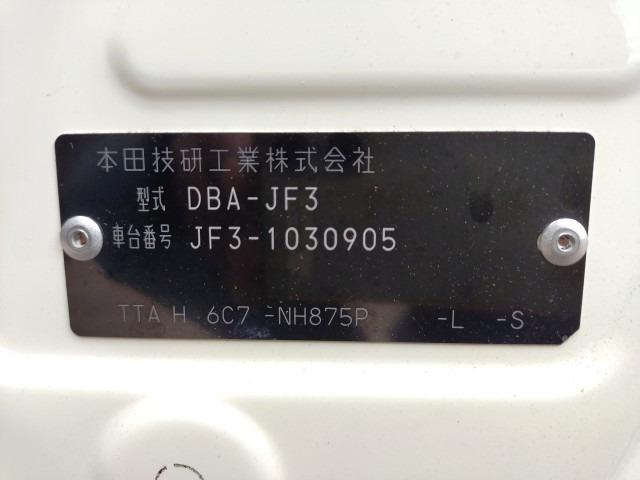 本田技研工業株式会社
型式 DBA-JF3
車台番号 JF3-1030905
TTA H 6C7 -NH875P -L -S